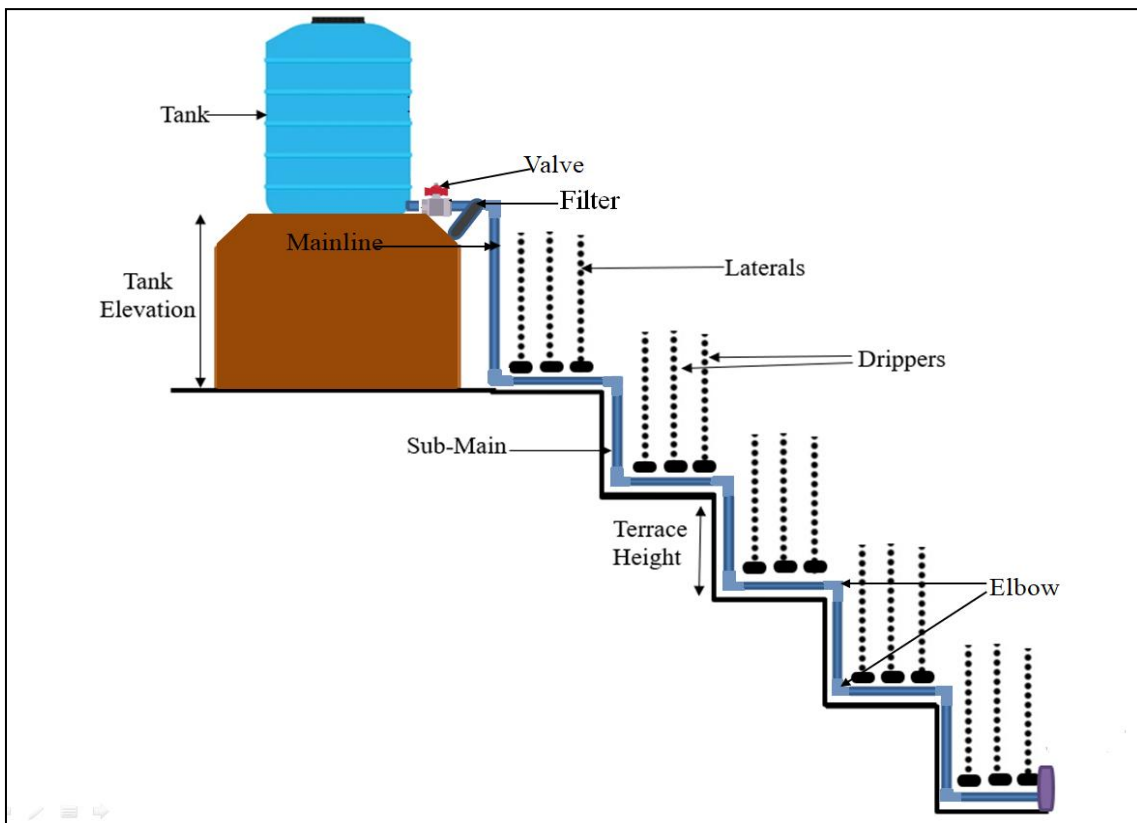 Tank
Valve
Filter
Mainline
Laterals
Tank
Elevation
Drippers
Sub-Main
Terrace
Height
Elbow